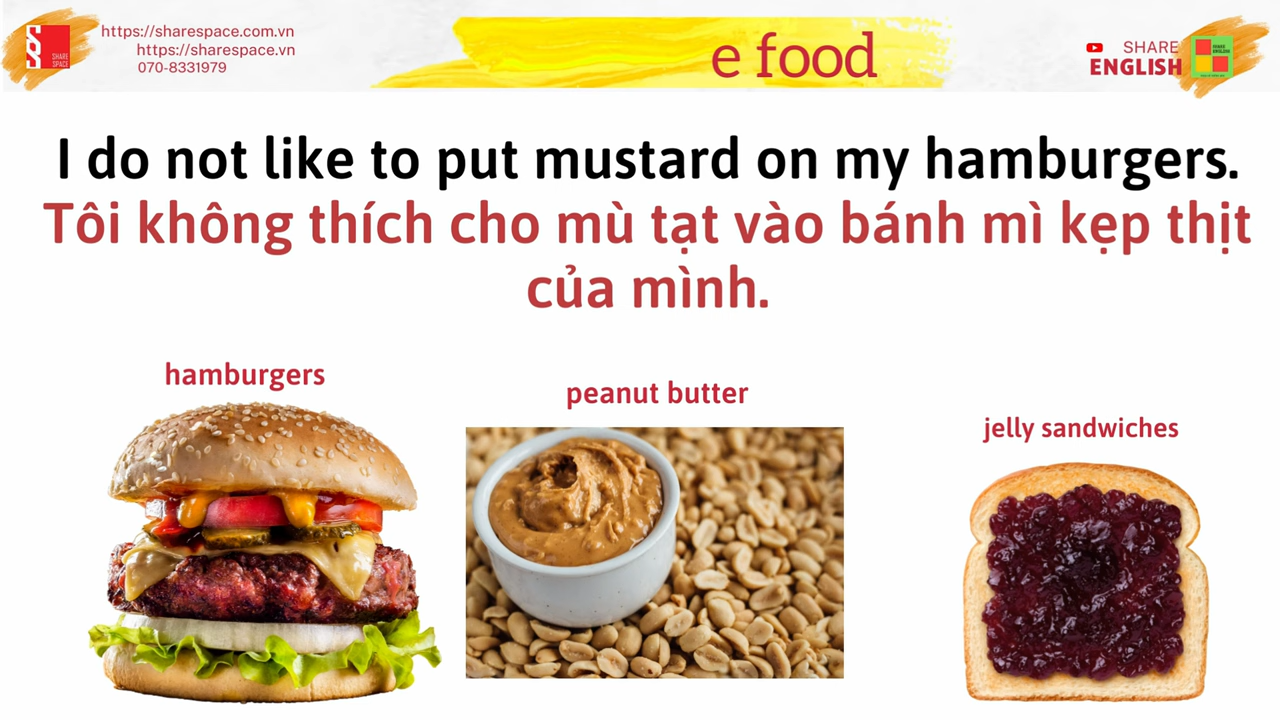 https://sharespace.com.vn
https://sharespace.vn
070-8331979
SHARE
SPACE
e food
SHARE
ENGLISH
I do not like to put mustard on my hamburgers.
Tôi không thích cho mù tạt vào bánh mì kẹp thịt
của mình.
hamburgers
peanut butter
jelly sandwiches